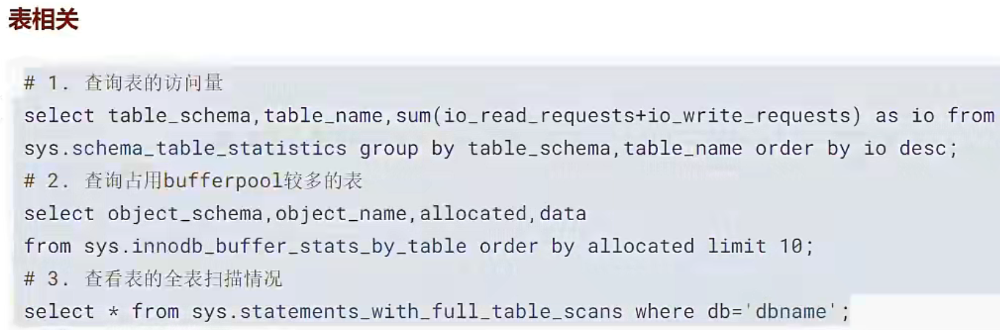 表相关
# 1. 查询表的访问量
select table_schema,table_name,sum(io_read_requests+io_write_requests) as io from
sys.schema_table_statistics group by table_schema,table_name order by io desc;
# 2. 查询占用bufferpool较多的表
select object_schema,object_name,allocated,data
from sys.innodb_buffer_stats_by_table order by allocated limit 10;
# 3. 查看表的全表扫描情况
select * from sys.statements_with_full_table_scans where db='dbname';